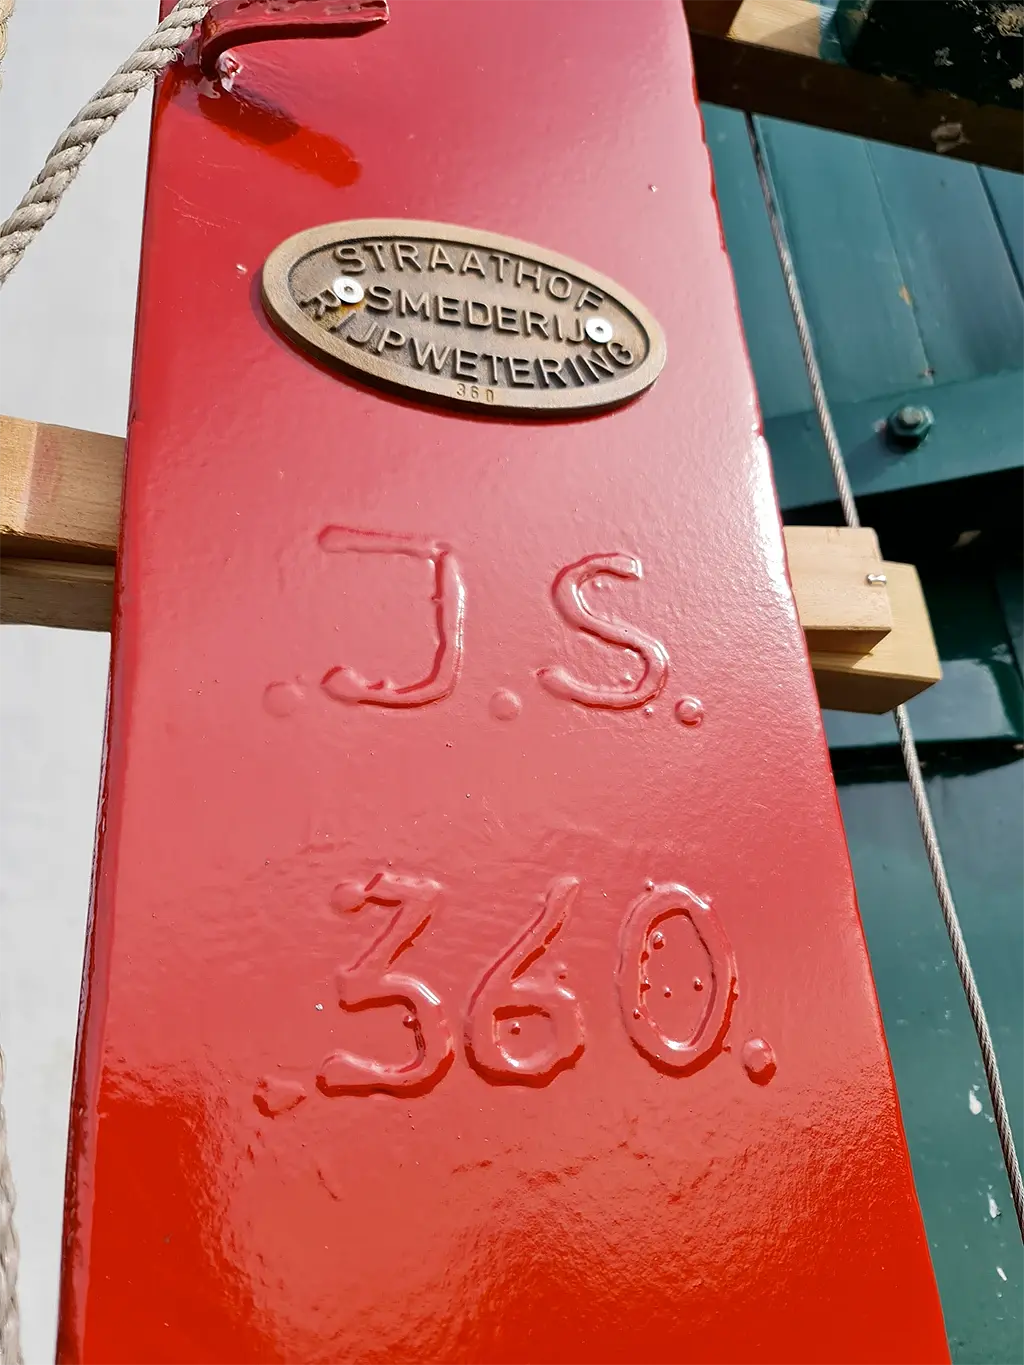 STRAATHOF
SMEDERIJ
RIJPWETERING
360
.J.S.
.360.